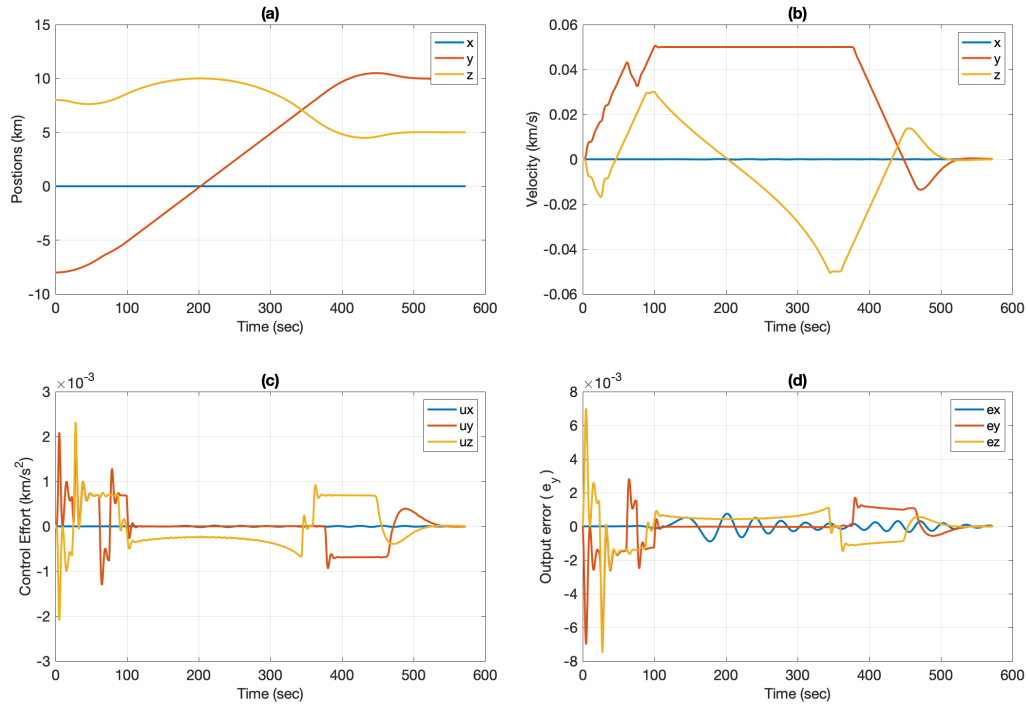 (a)
15
10
5
0
-5
-10
Postions (km)
0 100 200 300 400 500 600
Time (sec)
x
y
z
(b)
0.06
0.04
0.02
0
-0.02
-0.04
-0.06
Velocity (km/s)
0 100 200 300 400 500 600
Time (sec)
x
y
z
(c)
×10⁻³
3
2
1
0
-1
-2
-3
Control Effort (km/s²)
0 100 200 300 400 500 600
Time (sec)
ux
uy
uz
(d)
×10⁻³
8
6
4
2
0
-2
-4
-6
-8
Output error ( e_y )
0 100 200 300 400 500 600
Time (sec)
ex
ey
ez